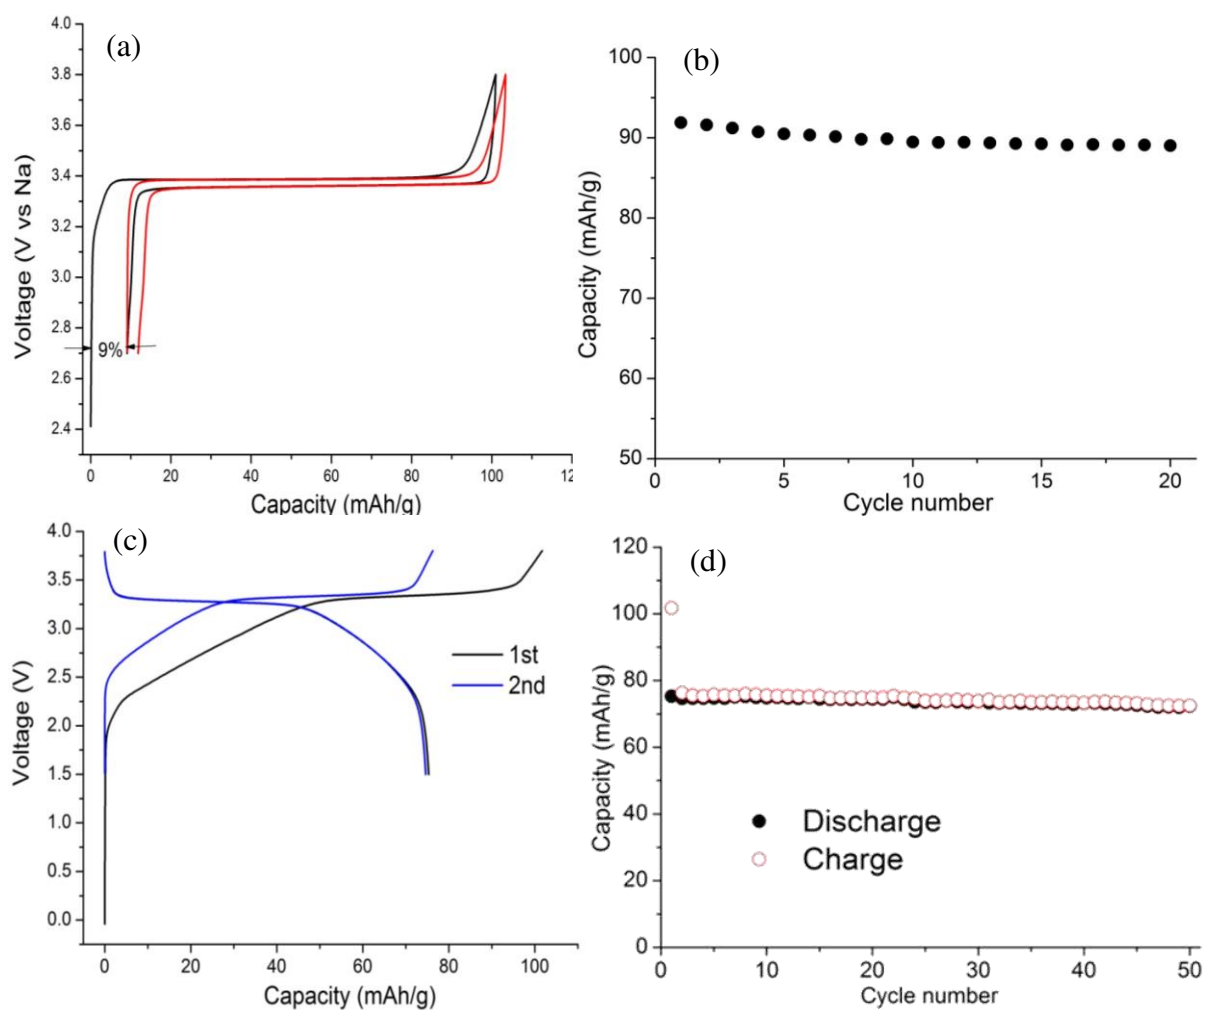 (a)
4.0
3.8
3.6
3.4
3.2
3.0
2.8
2.6
2.4
Voltage (V vs Na)
9%
0 20 40 60 80 100 12
Capacity (mAh/g)
(b)
100
90
80
70
60
50
Capacity (mAh/g)
0 5 10 15 20
Cycle number
(c)
4.0
3.5
3.0
2.5
2.0
1.5
1.0
0.5
0.0
Voltage (V)
1st
2nd
0 20 40 60 80 100
Capacity (mAh/g)
(d)
120
100
80
60
40
20
0
Capacity (mAh/g)
Discharge
Charge
0 10 20 30 40 50
Cycle number